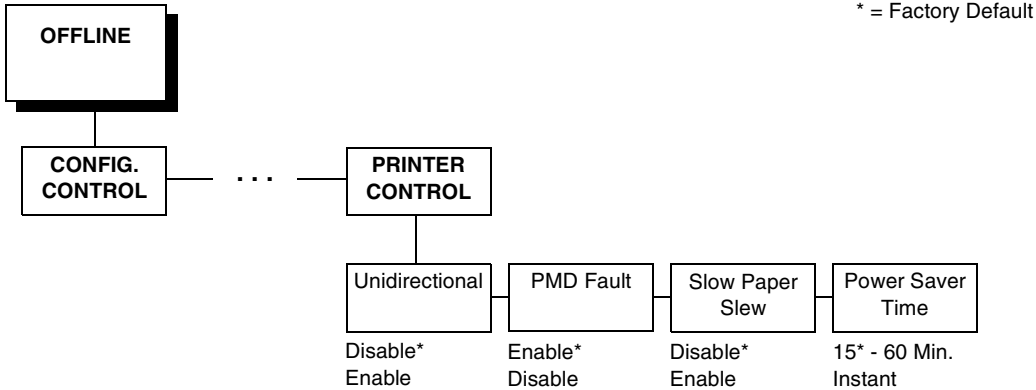 * = Factory Default
OFFLINE
CONFIG.
CONTROL
. . .
PRINTER
CONTROL
Unidirectional
Disable*
Enable
PMD Fault
Enable*
Disable
Slow Paper
Slew
Disable*
Enable
Power Saver
Time
15* - 60 Min.
Instant